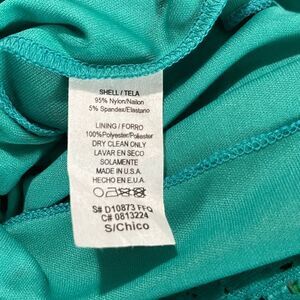 SHELL / TELA
95% Nylon/Nailon
5% Spandex/Elastano
LINING / FORRO
100%Polyester/Poliester
DRY CLEAN ONLY
LAVAR EN SECO
SOLAMENTE
MADE IN U.S.A.
HECHO EN E.U.A.
S# D10873 FFO
C# 0813224
S/Chico